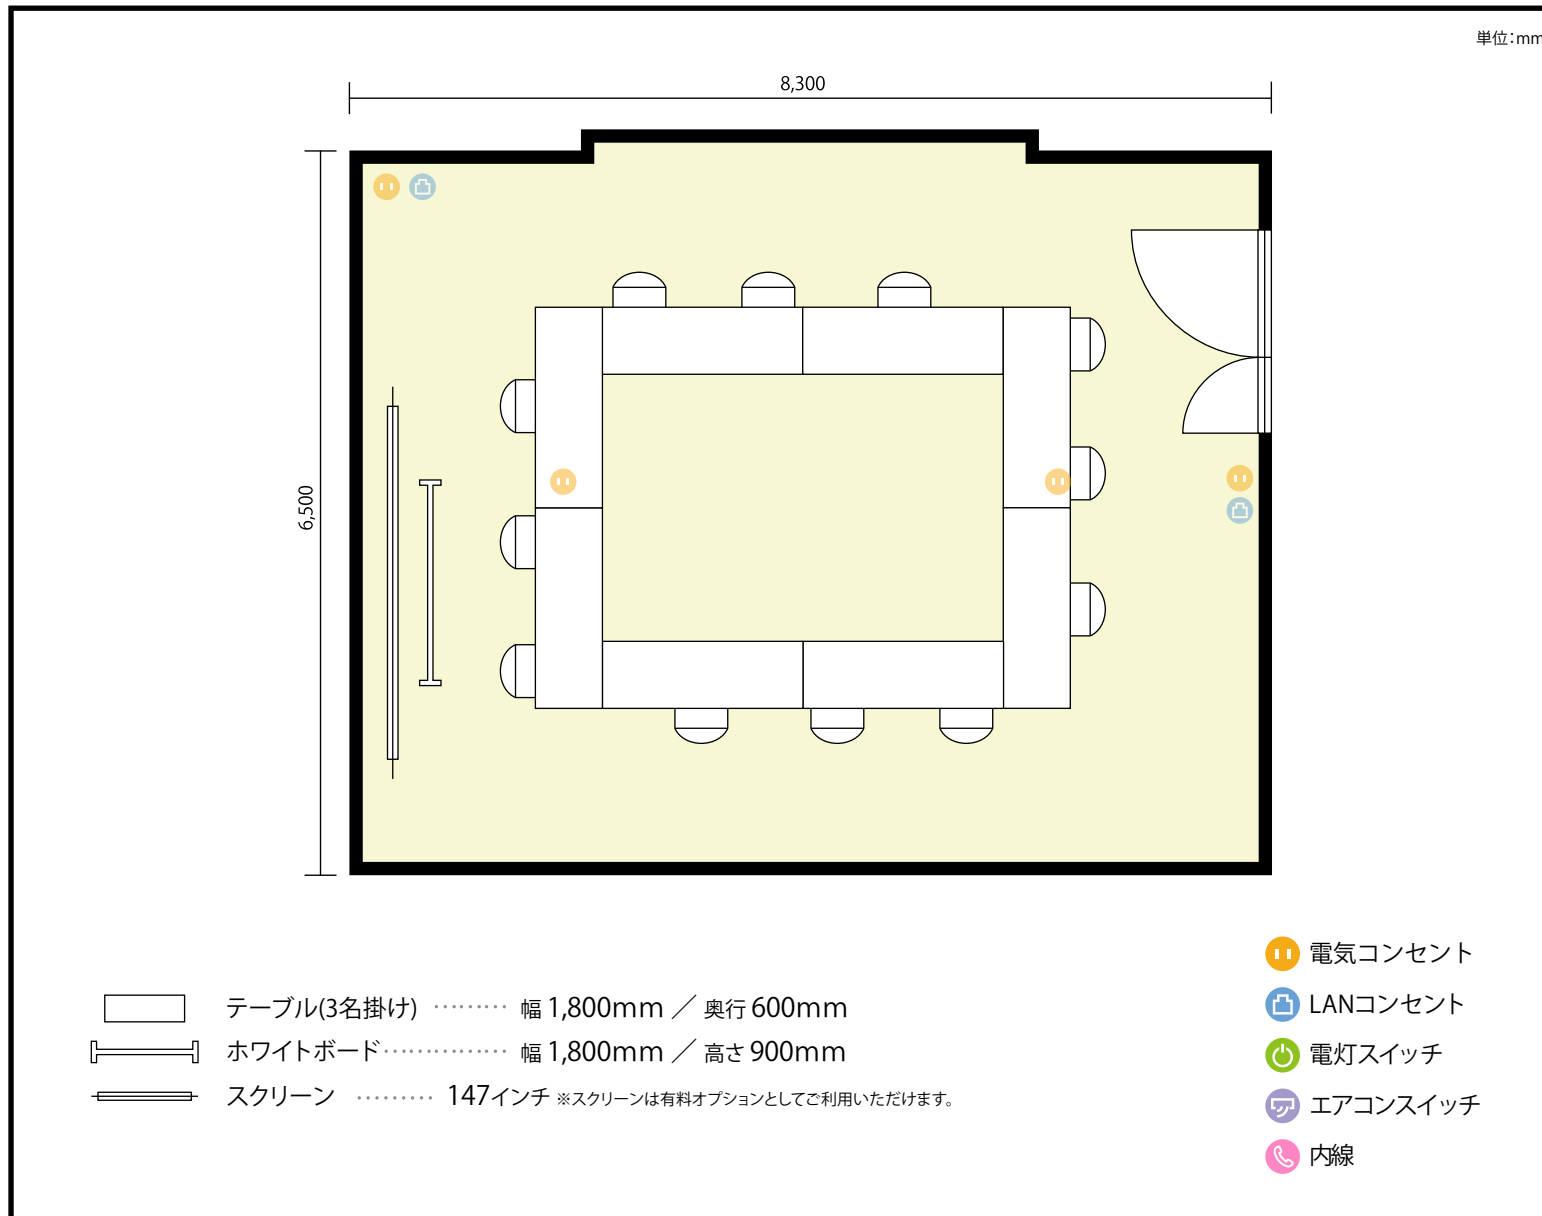 単位：mm
8,300
6,500
テーブル(3名掛け) ⋯⋯⋯ 幅 1,800mm ／ 奥行 600mm
ホワイトボード⋯⋯⋯⋯⋯ 幅 1,800mm ／ 高さ 900mm
スクリーン ⋯⋯⋯ 147インチ ※スクリーンは有料オプションとしてご利用いただけます。
電気コンセント
LANコンセント
電灯スイッチ
エアコンスイッチ
内線